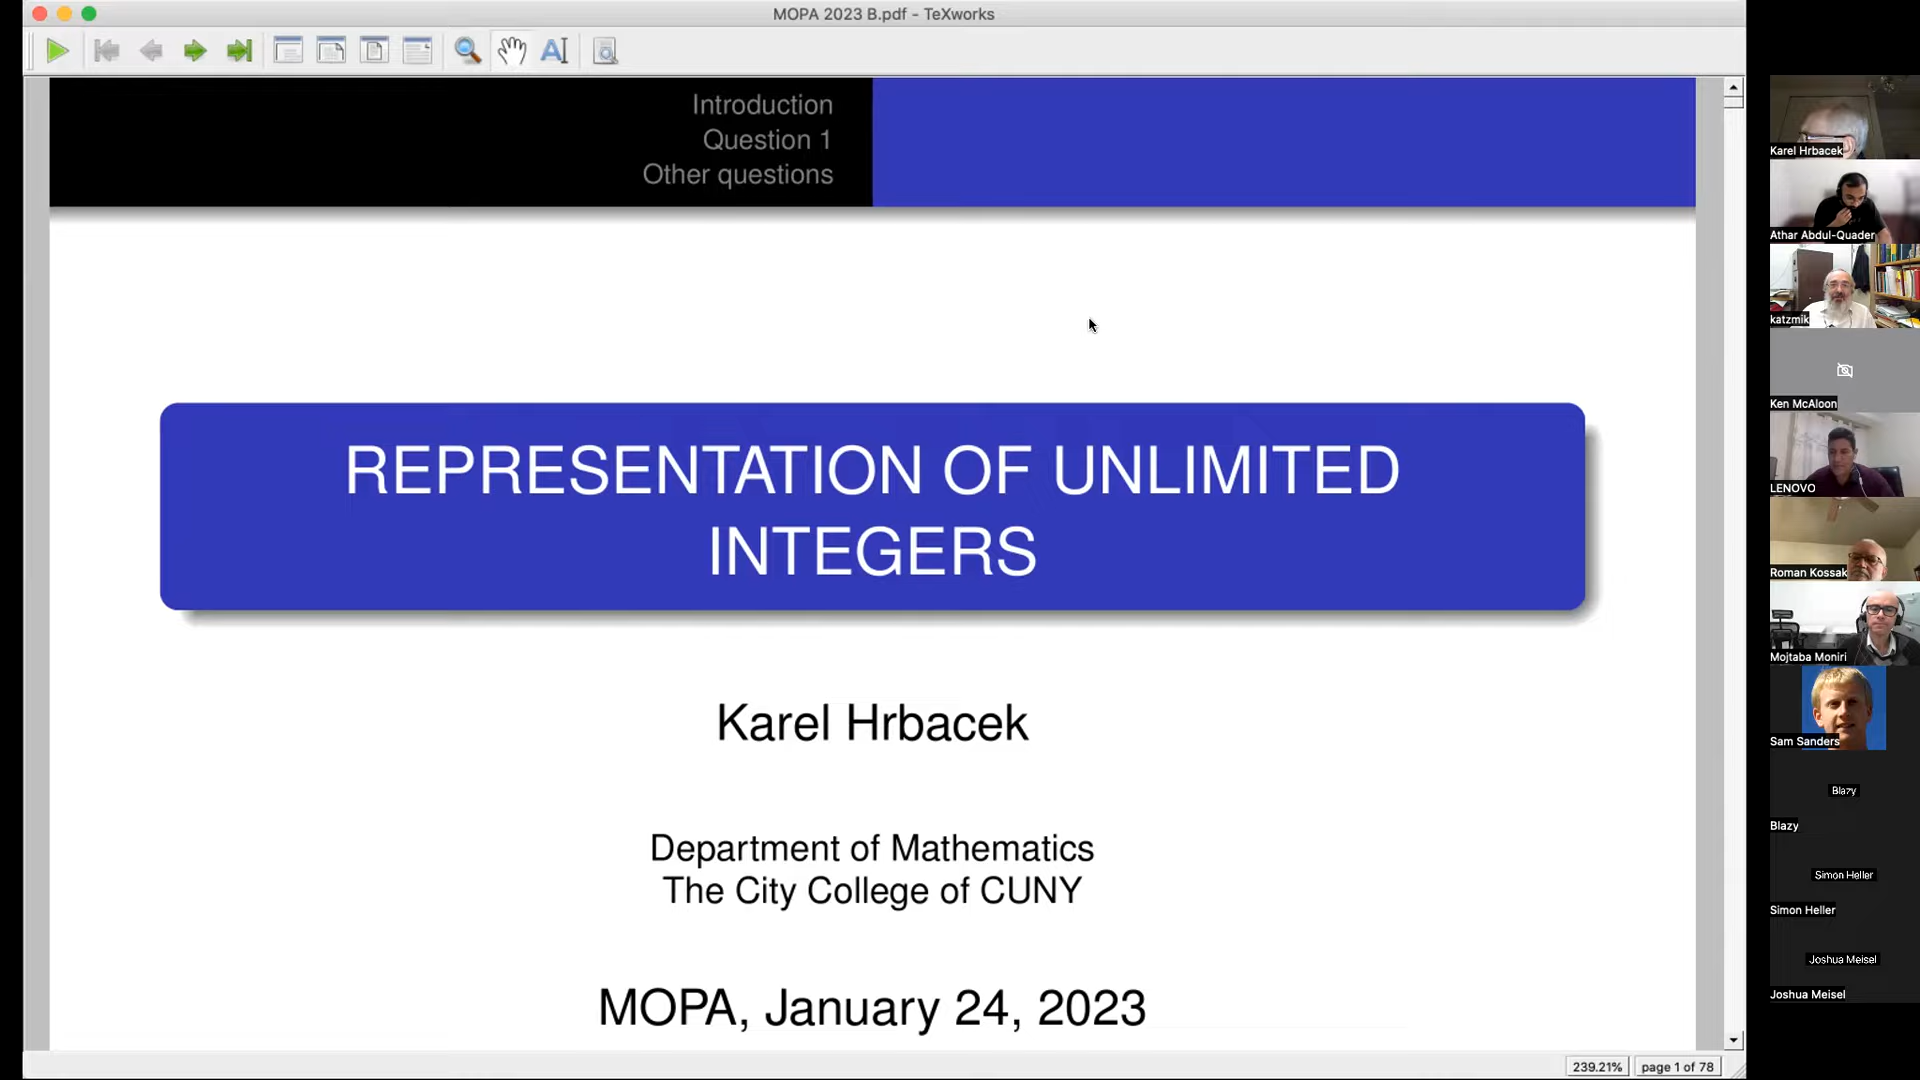 MOPA 2023 B.pdf - TeXworks
Introduction
Question 1
Other questions
REPRESENTATION OF UNLIMITED
INTEGERS
Karel Hrbacek
Department of Mathematics
The City College of CUNY
MOPA, January 24, 2023
239.21%
page 1 of 78
Karel Hrbacek
Athar Abdul-Quader
katzmik
Ken McAloon
LENOVO
Roman Kossak
Mojtaba Moniri
Sam Sanders
Blazy
Blazy
Simon Heller
Simon Heller
Joshua Meisel
Joshua Meisel